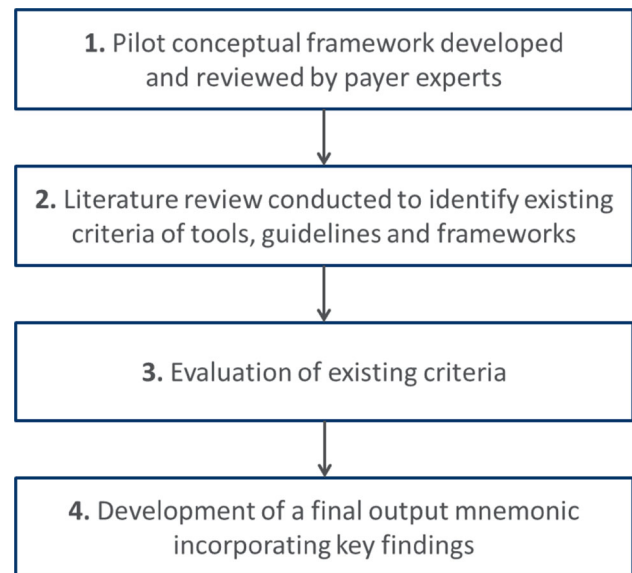 1. Pilot conceptual framework developed
and reviewed by payer experts
2. Literature review conducted to identify existing
criteria of tools, guidelines and frameworks
3. Evaluation of existing criteria
4. Development of a final output mnemonic
incorporating key findings